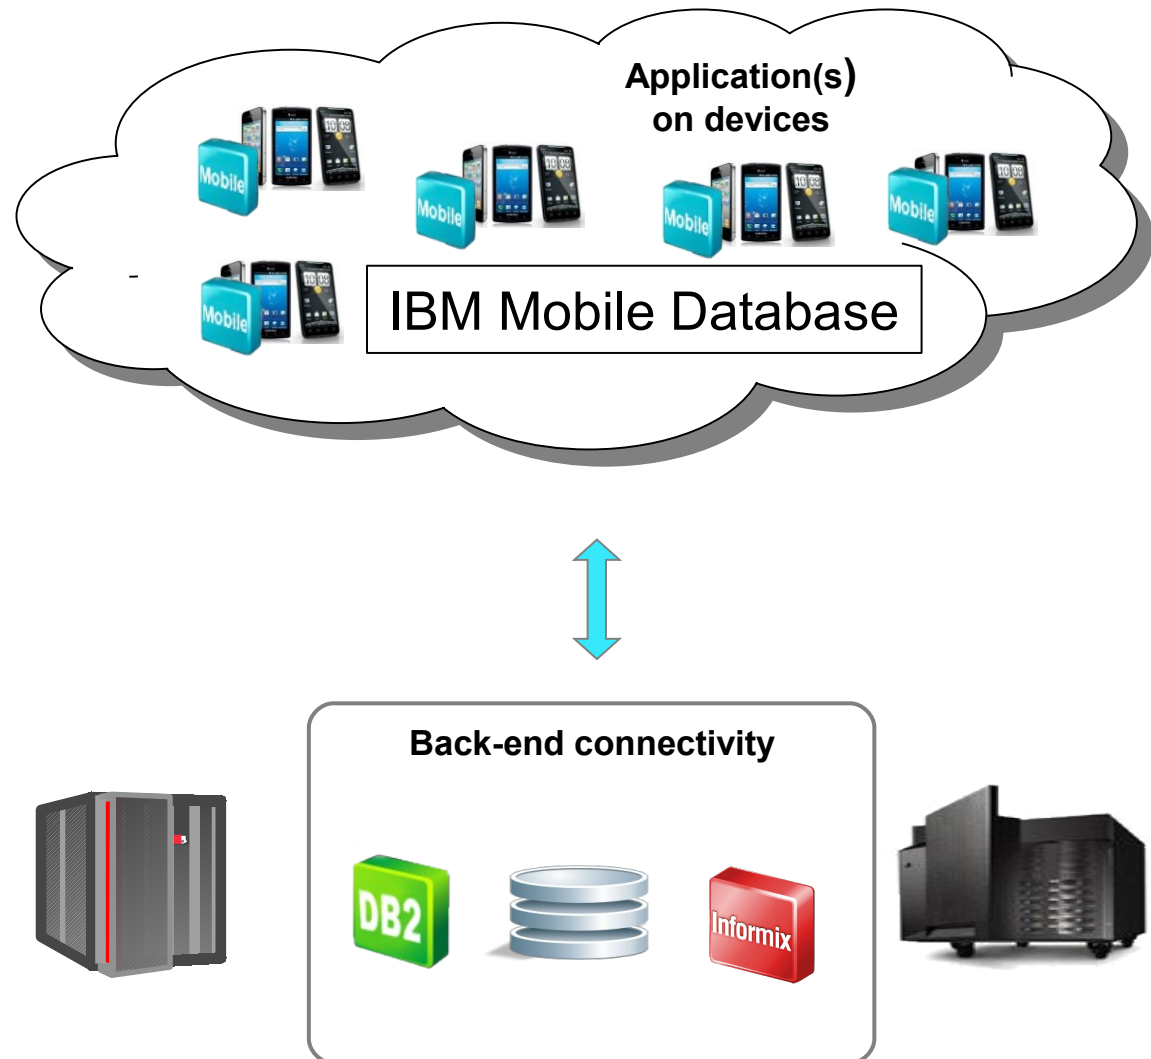 Application(s)
on devices
Mobile
Mobile
Mobile
Mobile
Mobile
IBM Mobile Database
Back-end connectivity
DB2
Informix